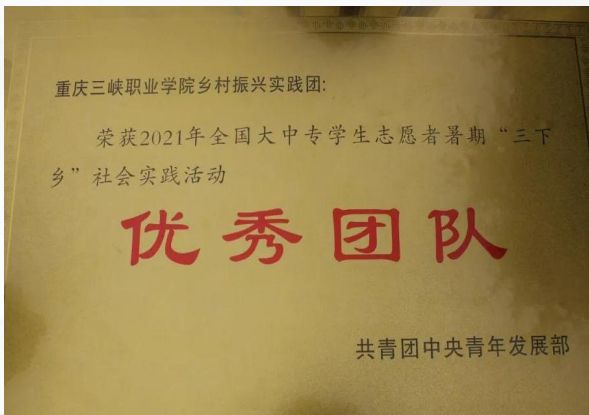 重庆三峡职业学院乡村振兴实践团:
荣获2021年全国大中专学生志愿者暑期“三下
乡”社会实践活动
优秀团队
共青团中央青年发展部